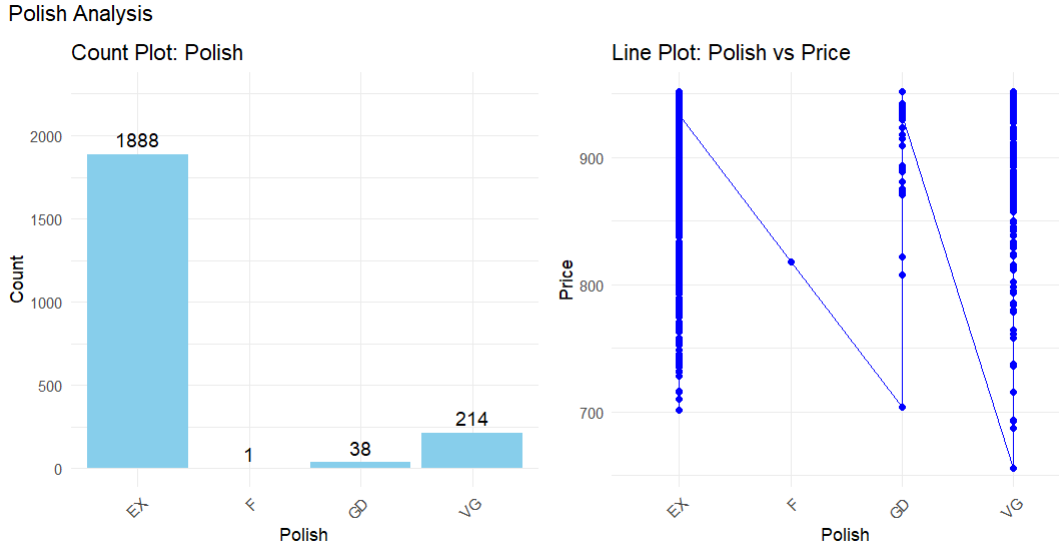 Polish Analysis
Count Plot: Polish
2000
1500
1000
500
0
Count
1888
1
38
214
EX
F
GD
VG
Polish
Line Plot: Polish vs Price
900
800
700
Price
EX
F
GD
VG
Polish